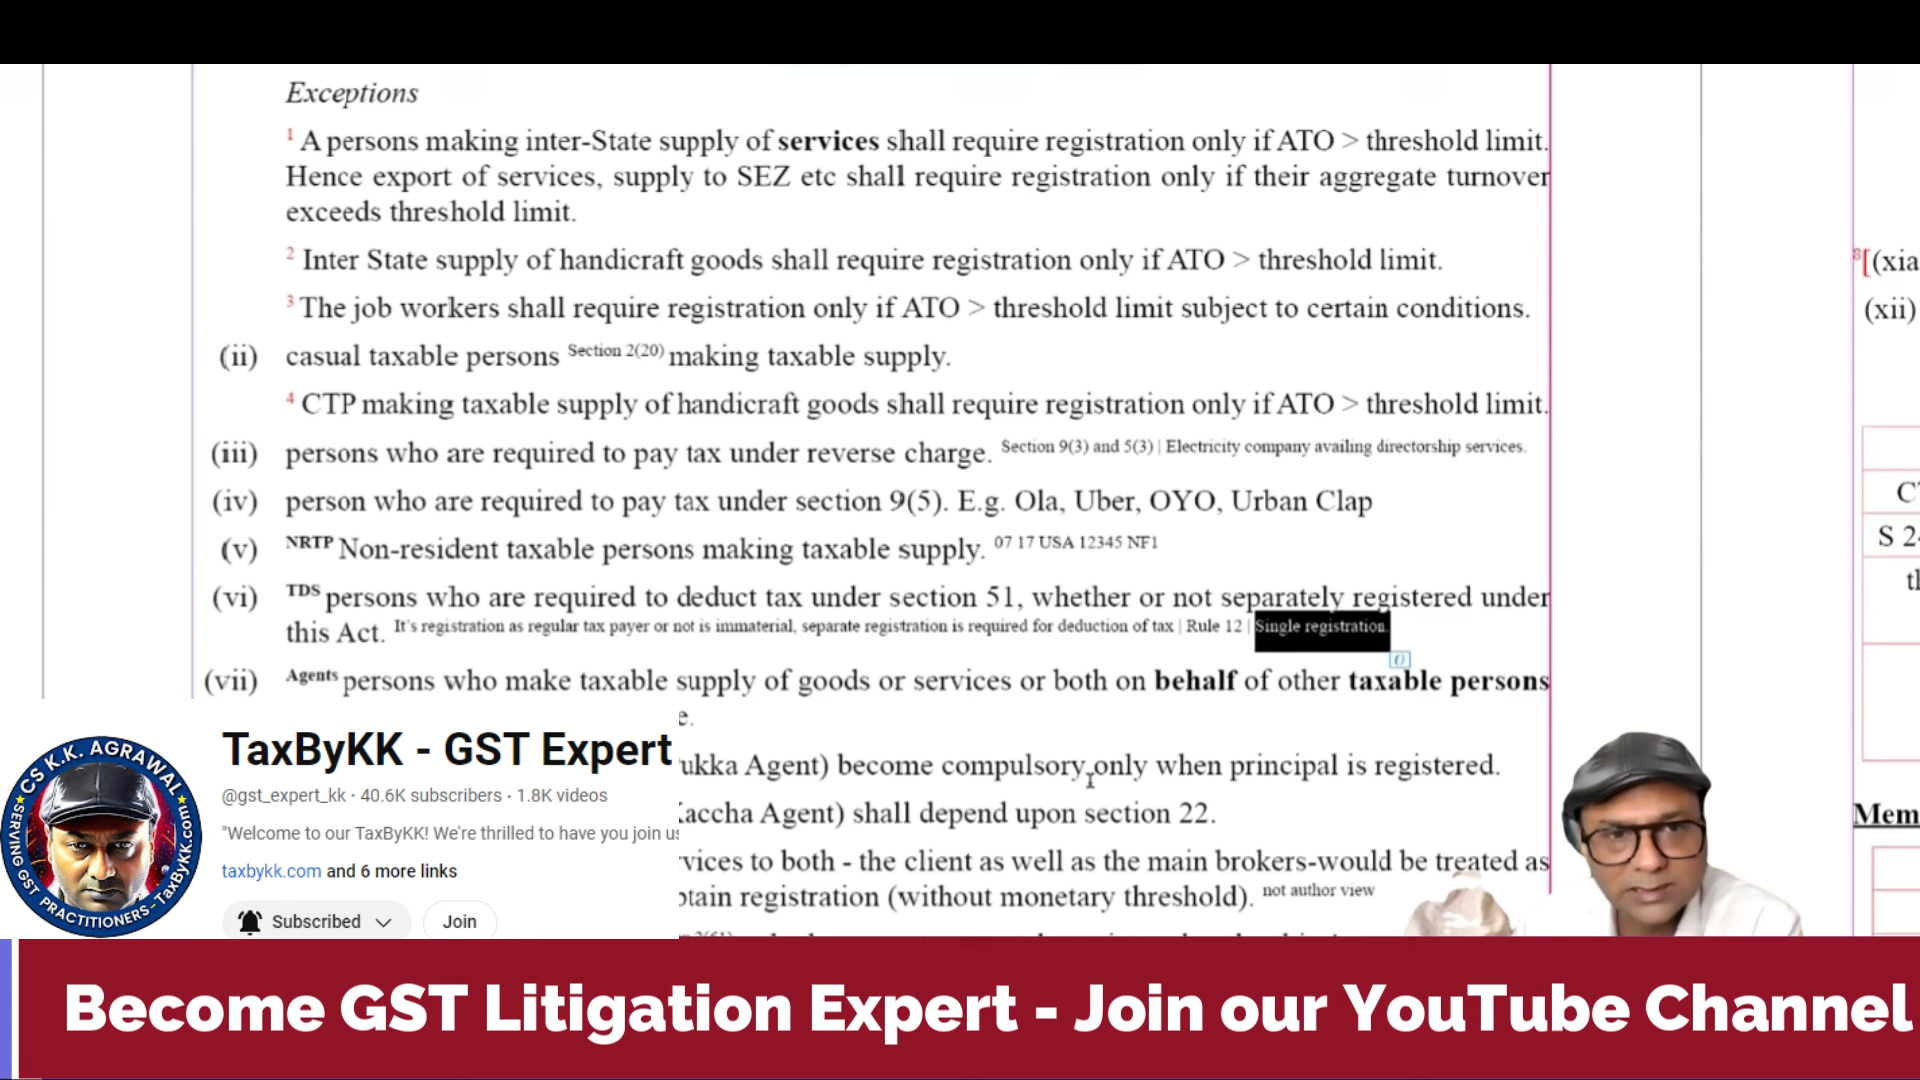 Exceptions
1 A persons making inter-State supply of services shall require registration only if ATO > threshold limit.
Hence export of services, supply to SEZ etc shall require registration only if their aggregate turnover
exceeds threshold limit.
2 Inter State supply of handicraft goods shall require registration only if ATO > threshold limit.
8[(xia
3 The job workers shall require registration only if ATO > threshold limit subject to certain conditions.
(xii)
(ii) casual taxable persons Section 2(20) making taxable supply.
4 CTP making taxable supply of handicraft goods shall require registration only if ATO > threshold limit.
(iii) persons who are required to pay tax under reverse charge. Section 9(3) and 5(3) | Electricity company availing directorship services.
(iv) person who are required to pay tax under section 9(5). E.g. Ola, Uber, OYO, Urban Clap
(v) NRTP Non-resident taxable persons making taxable supply. 07 17 USA 12345 NF1
(vi) TDS persons who are required to deduct tax under section 51, whether or not separately registered under
this Act. It's registration as regular tax payer or not is immaterial, separate registration is required for deduction of tax | Rule 12 | Single registration.
(vii) Agents persons who make taxable supply of goods or services or both on behalf of other taxable persons
e.
ukka Agent) become compulsory only when principal is registered.
accha Agent) shall depend upon section 22.
Mem
vices to both - the client as well as the main brokers-would be treated as
otain registration (without monetary threshold). not author view
CS K.K. AGRAWAL
SERVING GST PRACTITIONERS-TaxByKK.com
TaxByKK - GST Expert
@gst_expert_kk · 40.6K subscribers · 1.8K videos
"Welcome to our TaxByKK! We're thrilled to have you join us
taxbykk.com and 6 more links
Subscribed
Join
Become GST Litigation Expert - Join our YouTube Channel